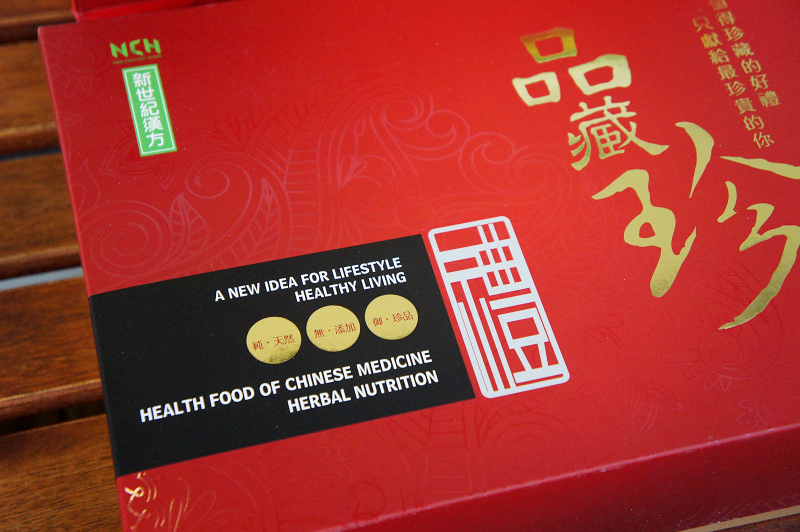 NCH
新世紀漢方
值得珍藏的好禮
只獻給最珍貴的你
品藏珍
A NEW IDEA FOR LIFESTYLE
HEALTHY LIVING
純・天然
無・添加
御・珍品
HEALTH FOOD OF CHINESE MEDICINE
HERBAL NUTRITION
禮